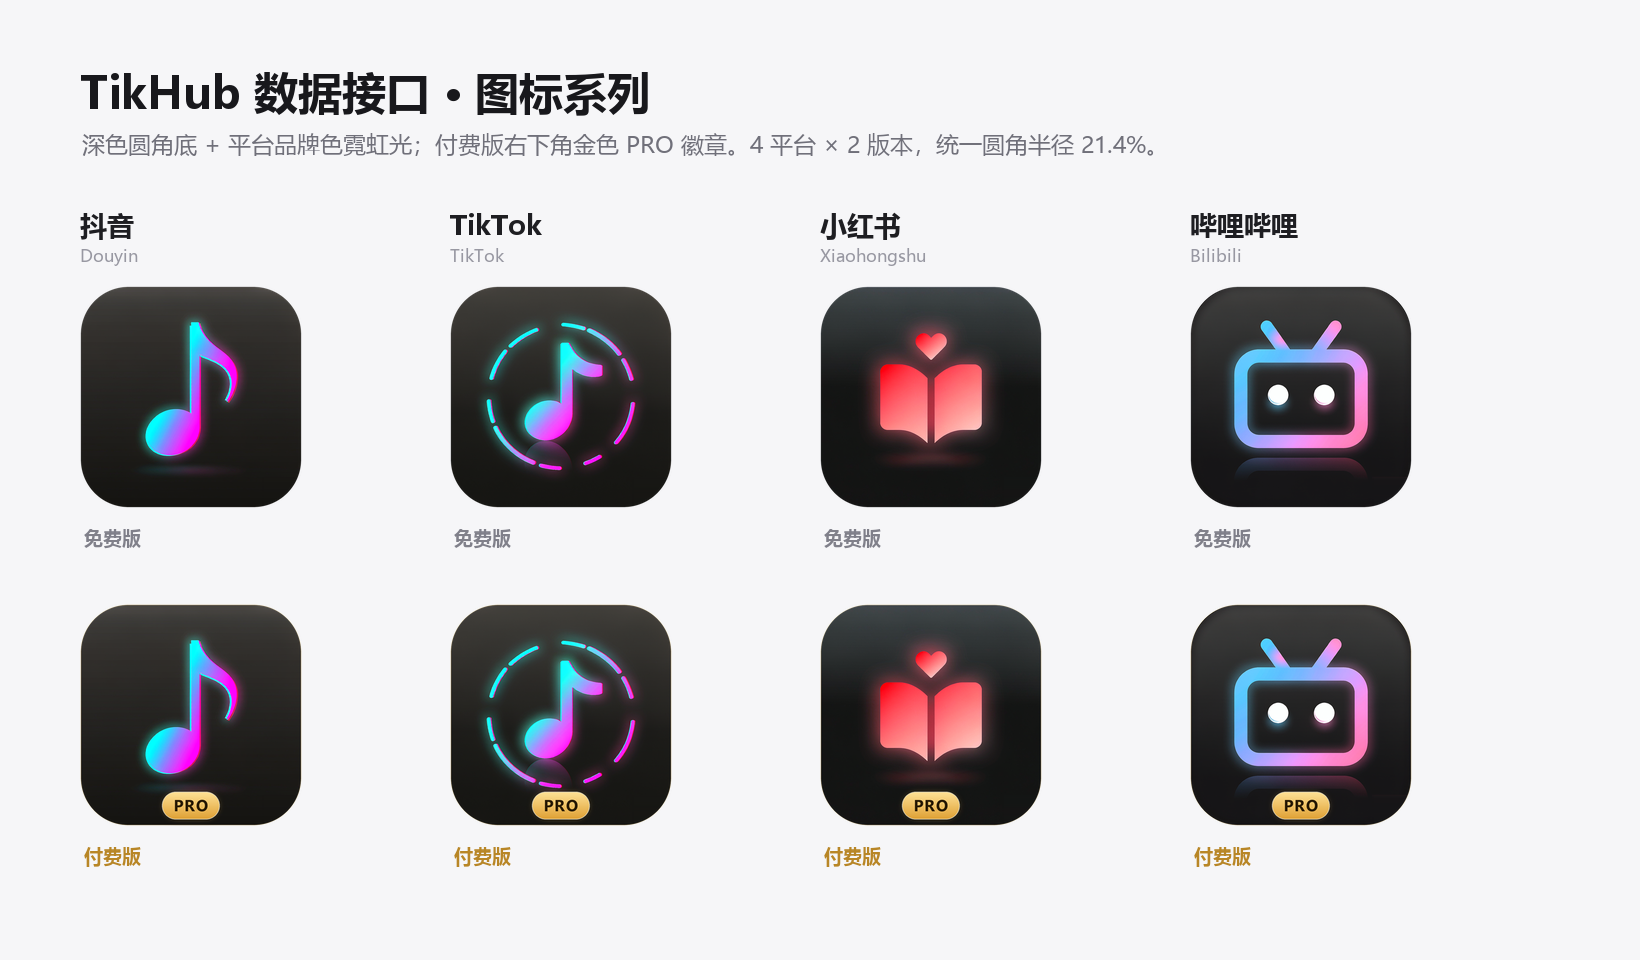 TikHub 数据接口 • 图标系列
深色圆角底 + 平台品牌色霓虹光；付费版右下角金色 PRO 徽章。4 平台 × 2 版本，统一圆角半径 21.4%。
抖音
Douyin
TikTok
TikTok
小红书
Xiaohongshu
哔哩哔哩
Bilibili
免费版
免费版
免费版
免费版
PRO
PRO
PRO
PRO
付费版
付费版
付费版
付费版